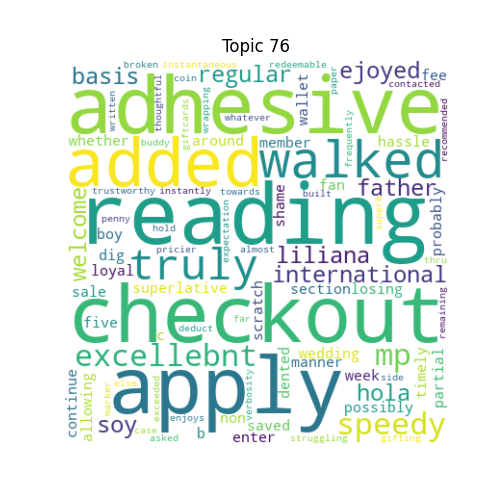 Topic 76
broken instantaneous redeemable
basis written thoughtful coin regular wallet paper ejoyed fee
adhesive
contacted
giftcards wrapping whatever frequently recommended
whether buddy around member hassle
added walked
trustworthy instantly towards fan built father
welcome penny boy hold expectation shame superb probably
reading
dig pricier almost liliana thru
loyal truly international
sale superlative scratch section losing
five deduct far remaining
checkout
c
excellebnt dented wedding manner mp timely partial
continue allowing marker else exceeded apply verbosity week side
hola
possibly
soy case enjoys b non saved speedy
asked enter struggling gifting